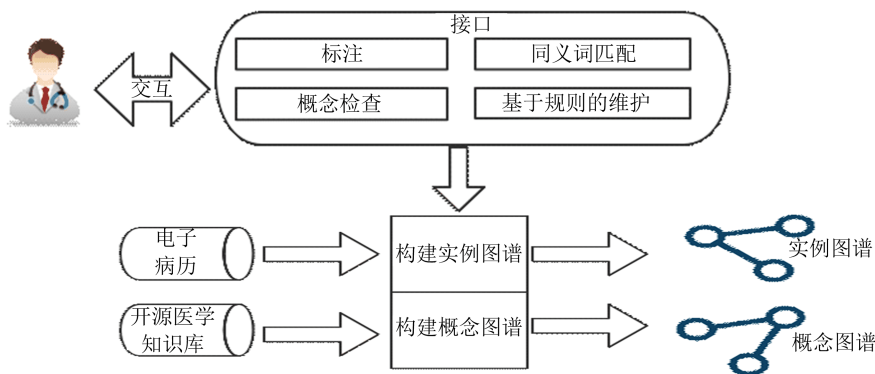 接口
标注
同义词匹配
交互
概念检查
基于规则的维护
电子
病历
构建实例图谱
实例图谱
开源医学
知识库
构建概念图谱
概念图谱